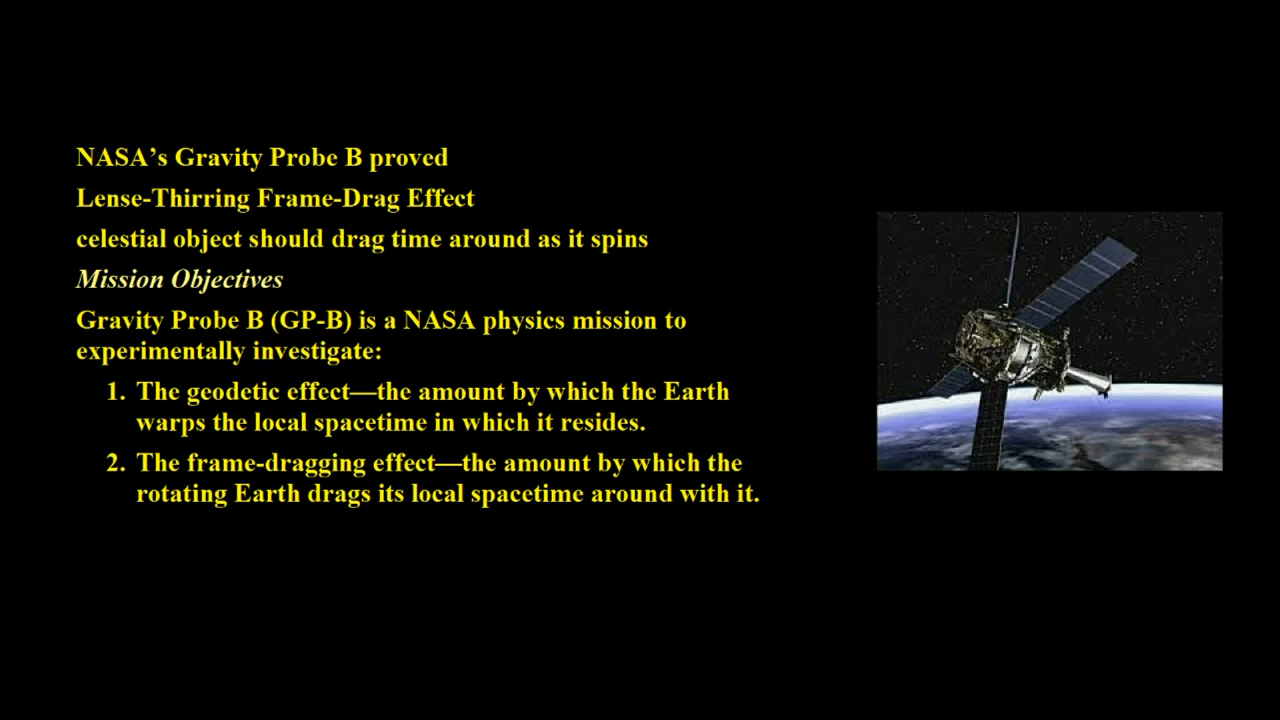 NASA’s Gravity Probe B proved
Lense-Thirring Frame-Drag Effect
celestial object should drag time around as it spins
Mission Objectives
Gravity Probe B (GP-B) is a NASA physics mission to
experimentally investigate:
1. The geodetic effect—the amount by which the Earth
warps the local spacetime in which it resides.
2. The frame-dragging effect—the amount by which the
rotating Earth drags its local spacetime around with it.